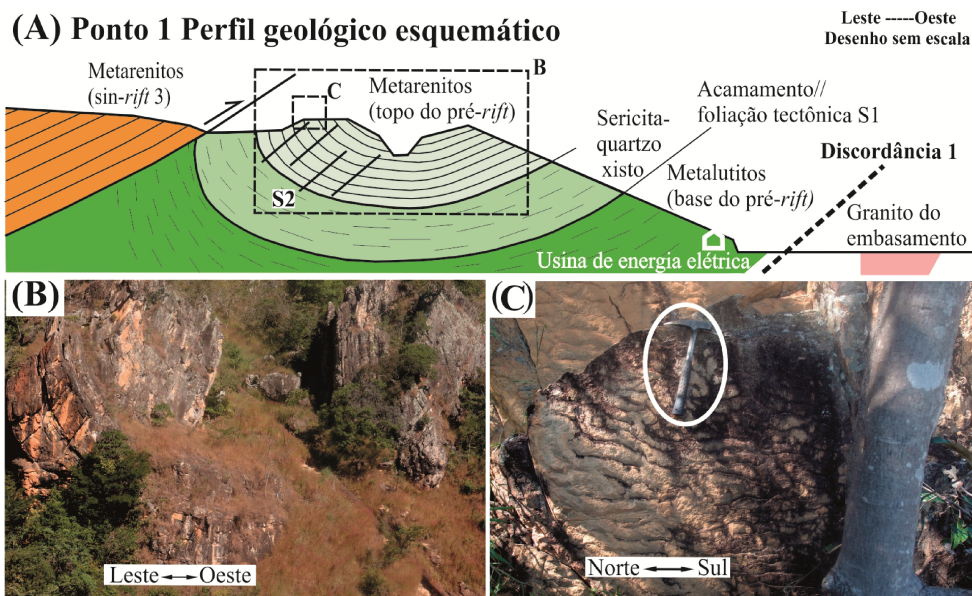 (A) Ponto 1 Perfil geológico esquemático
Leste -----Oeste
Desenho sem escala
Metarenitos
(sin-rift 3)
B
C
Metarenitos
(topo do pré-rift)
Acamamento//
foliação tectônica S1
Sericita-
quartzo
xisto
Discordância 1
Metalutitos
(base do pré-rift)
S2
Granito do
embasamento
Usina de energia elétrica
(B)
Leste Oeste
(C)
Norte Sul